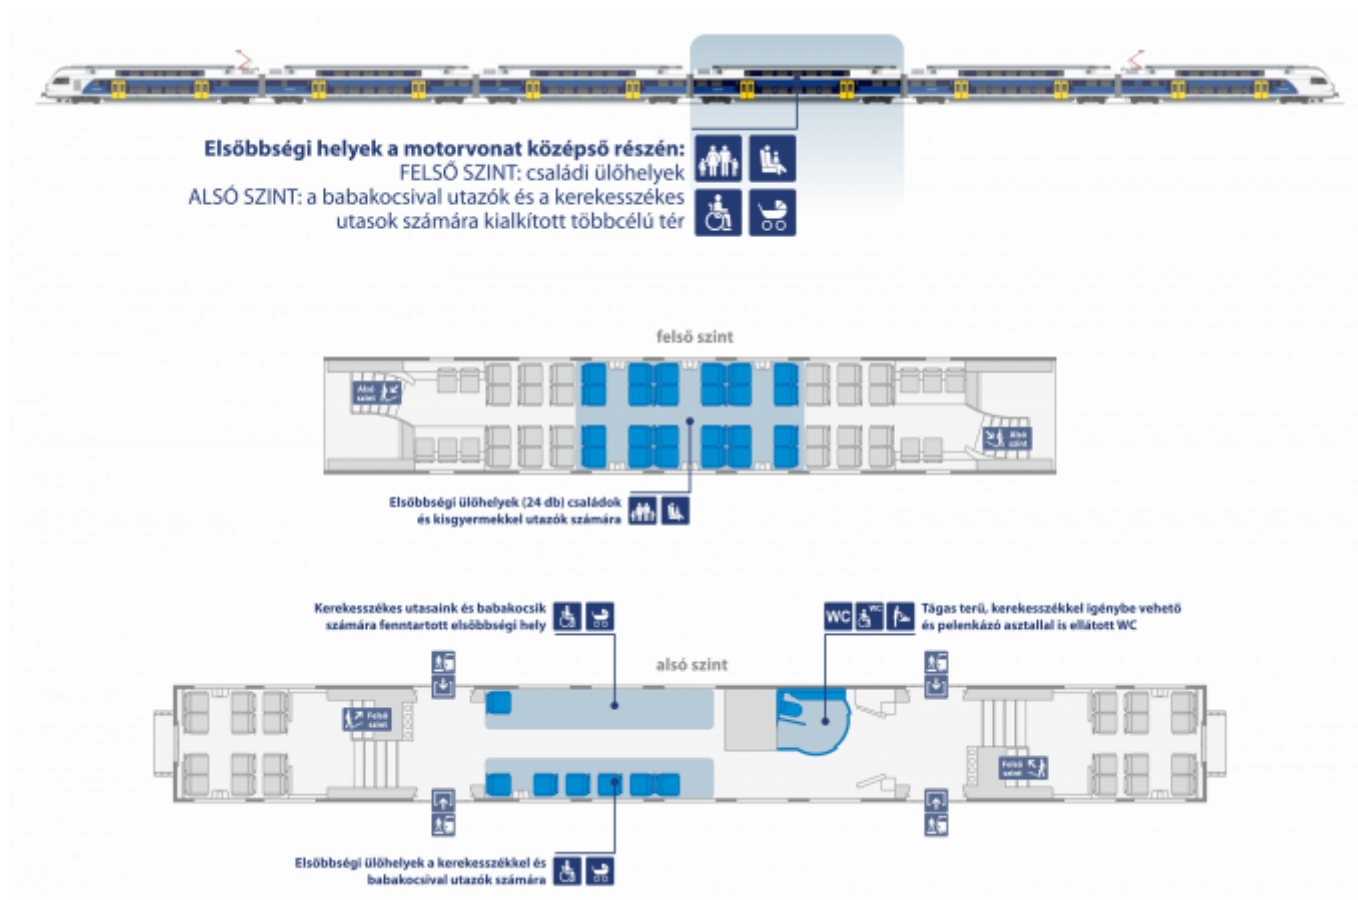 Elsőbbségi helyek a motorvonat középső részén:
FELSŐ SZINT: családi ülőhelyek
ALSÓ SZINT: a babakocsival utazók és a kerekesszékes
utasok számára kialkított többcélú tér
felső szint
Alsó
szint
Alsó
szint
Elsőbbségi ülőhelyek (24 db) családok
és kisgyermekkel utazók számára
Kerekesszékes utasaink és babakocsik
számára fenntartott elsőbbségi hely
WC
WC
Tágas terű, kerekesszékkel igénybe vehető
és pelenkázó asztallal is ellátott WC
alsó szint
Felső
szint
Felső
szint
Elsőbbségi ülőhelyek a kerekesszékkel és
babakocsival utazók számára